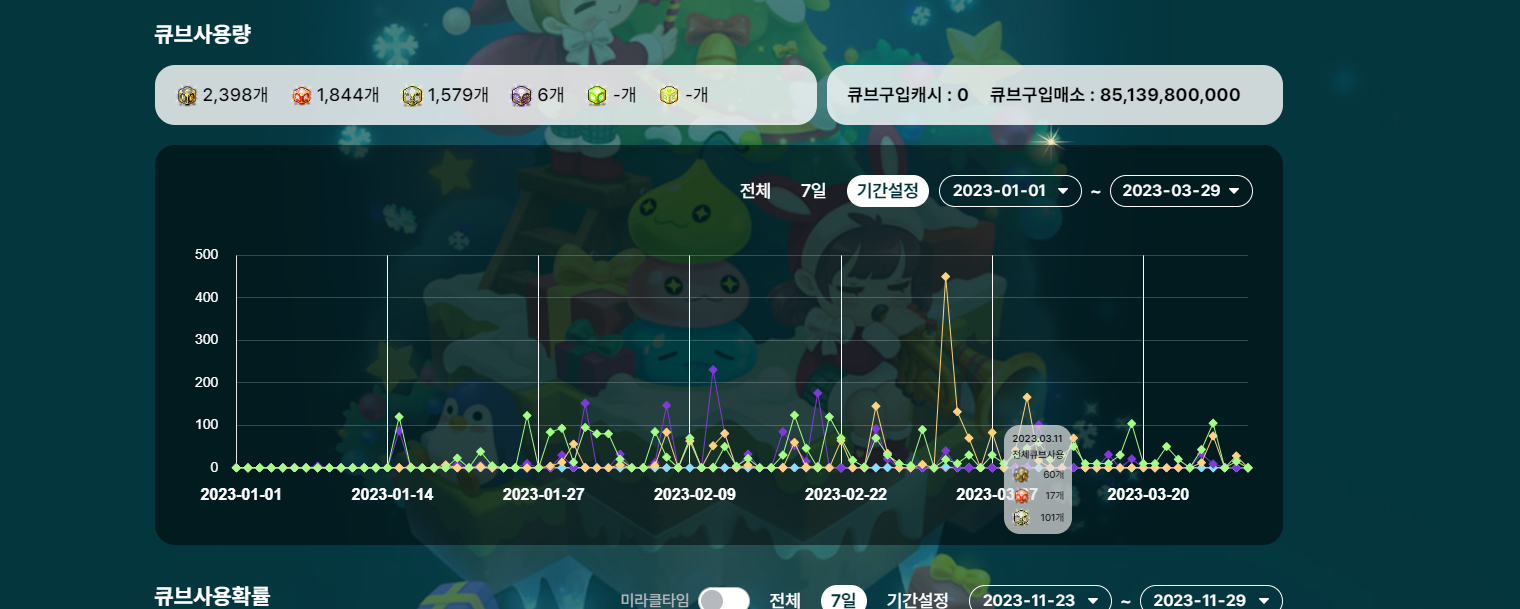 큐브사용량
2,398개 1,844개 1,579개 6개 -개 -개
큐브구입캐시 : 0 큐브구입매소 : 85,139,800,000
전체 7일 기간설정 2023-01-01 ~ 2023-03-29
500
400
300
200
100
0
2023-01-01 2023-01-14 2023-01-27 2023-02-09 2023-02-22 2023-03-07 2023-03-20
2023.03.11
전체큐브사용
60개
17개
101개
큐브사용확률
미라클타임 전체 7일 기간설정 2023-11-23 ~ 2023-11-29